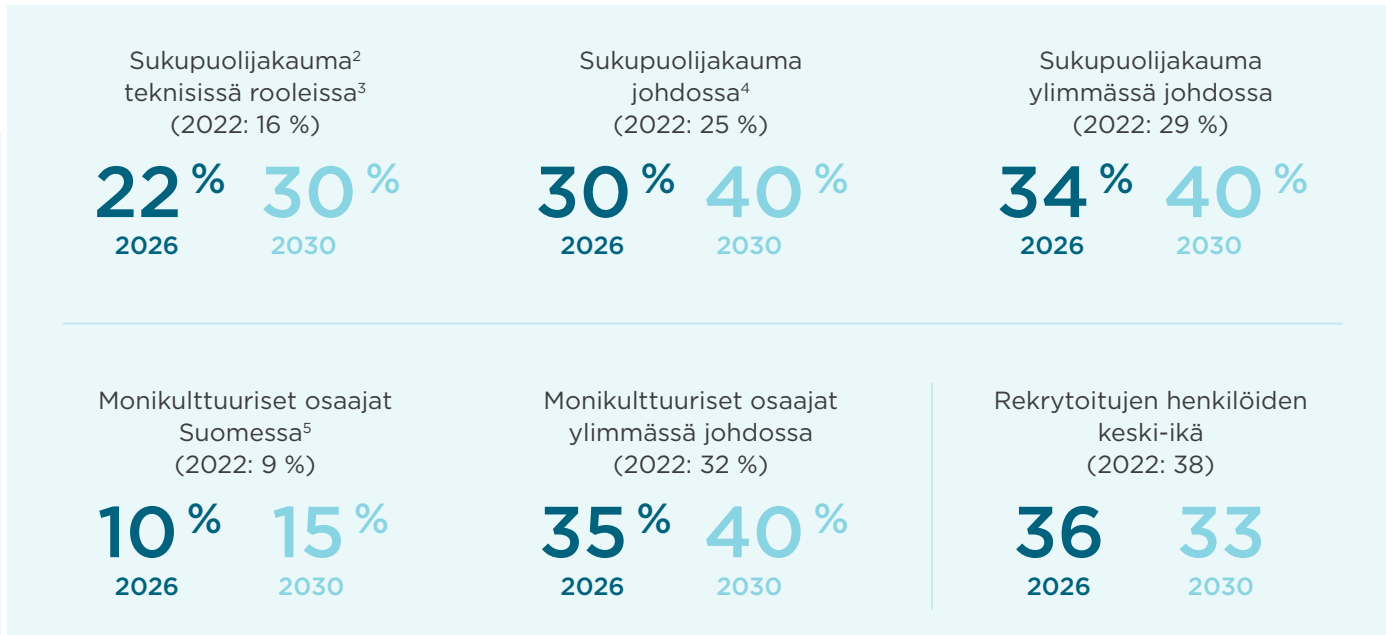 Sukupuolijakauma²
teknisissä rooleissa³
(2022: 16 %)
22 % 30 %
2026 2030
Sukupuolijakauma
johdossa⁴
(2022: 25 %)
30 % 40 %
2026 2030
Sukupuolijakauma
ylimmässä johdossa
(2022: 29 %)
34 % 40 %
2026 2030
Monikulttuuriset osaajat
Suomessa⁵
(2022: 9 %)
10 % 15 %
2026 2030
Monikulttuuriset osaajat
ylimmässä johdossa
(2022: 32 %)
35 % 40 %
2026 2030
Rekrytoitujen henkilöiden
keski-ikä
(2022: 38)
36 33
2026 2030